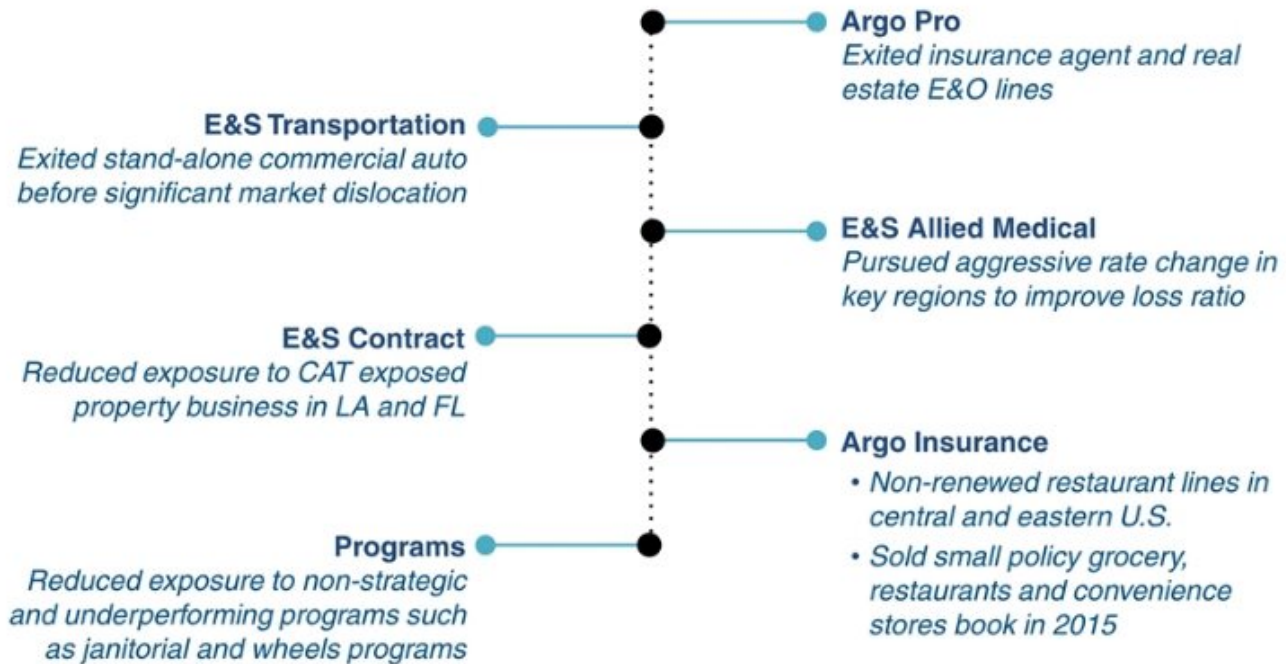 Argo Pro
Exited insurance agent and real
estate E&O lines
E&S Transportation
Exited stand-alone commercial auto
before significant market dislocation
E&S Allied Medical
Pursued aggressive rate change in
key regions to improve loss ratio
E&S Contract
Reduced exposure to CAT exposed
property business in LA and FL
Argo Insurance
• Non-renewed restaurant lines in
central and eastern U.S.
• Sold small policy grocery,
restaurants and convenience
stores book in 2015
Programs
Reduced exposure to non-strategic
and underperforming programs such
as janitorial and wheels programs